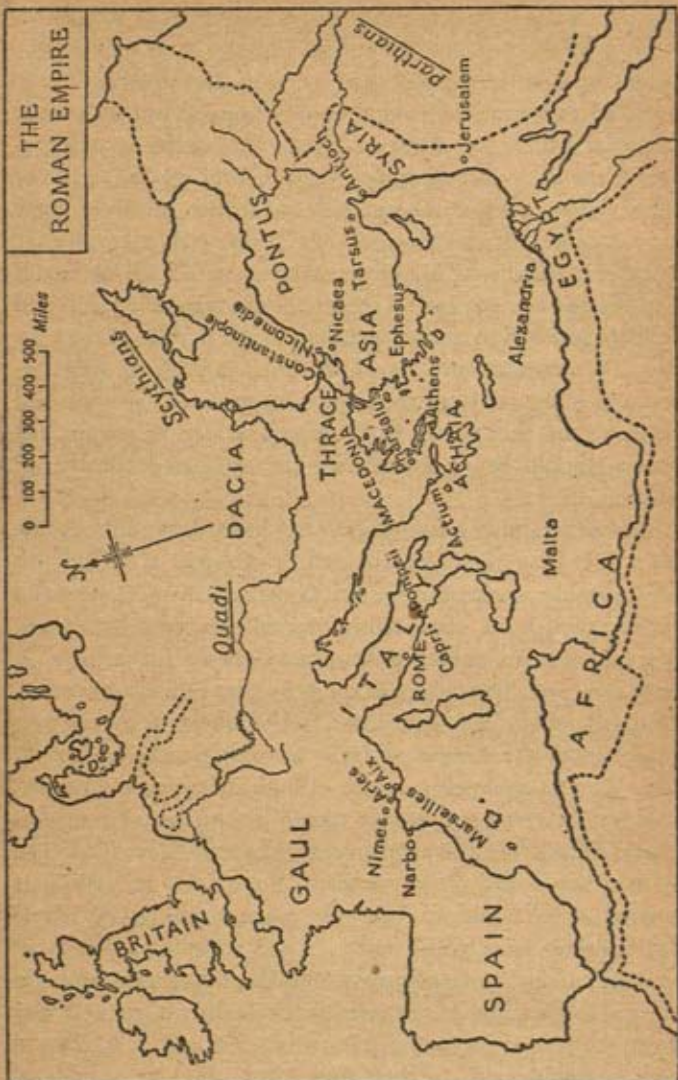 THE
ROMAN EMPIRE
0 100 200 300 400 500 Miles
N
BRITAIN
GAUL
SPAIN
Nimes
Arles
Aix
Narbo
Marseilles
Quadi
DACIA
Scythians
ITALY
ROME
Capri
Pompeii
THRACE
MACEDONIA
Constantinople
Nicomedia
Nicaea
PONTUS
ASIA
Ephesus
Tarsus
Antioch
SYRIA
Parthians
Jerusalem
Athens
ACHAIA
Actium
Malta
AFRICA
Alexandria
EGYPT